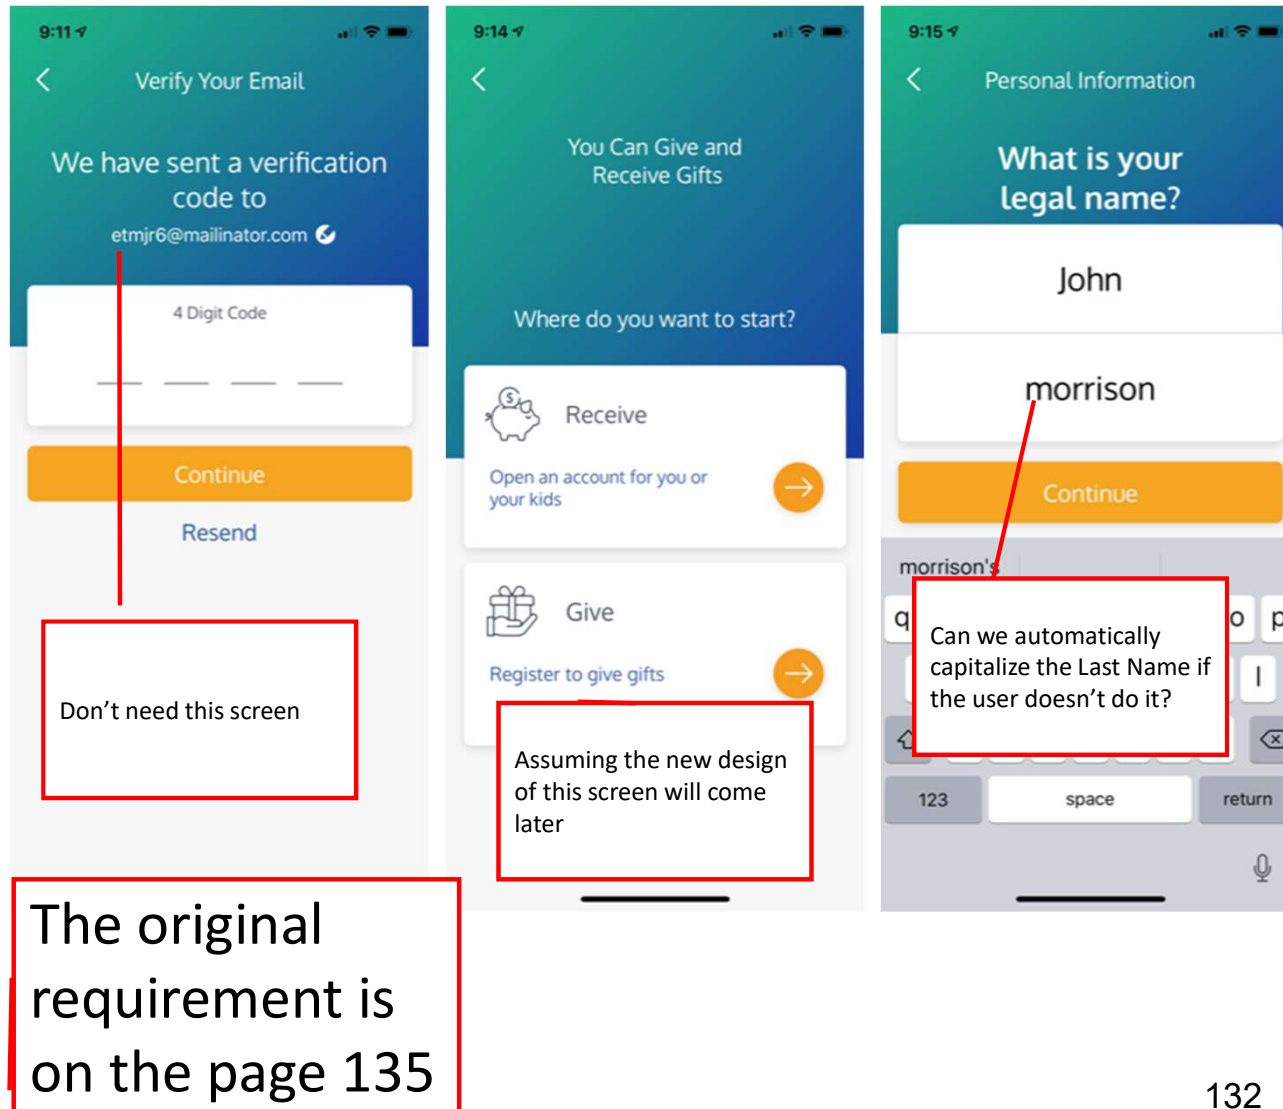 9:11
Verify Your Email
We have sent a verification
code to
etmjr6@mailinator.com
4 Digit Code
Continue
Resend
Don't need this screen
9:14
You Can Give and
Receive Gifts
Where do you want to start?
Receive
Open an account for you or
your kids
Give
Register to give gifts
Assuming the new design
of this screen will come
later
9:15
Personal Information
What is your
legal name?
John
morrison
Continue
morrison's
q o p
l
Can we automatically
capitalize the Last Name if
the user doesn't do it?
123 space return
The original
requirement is
on the page 135
132